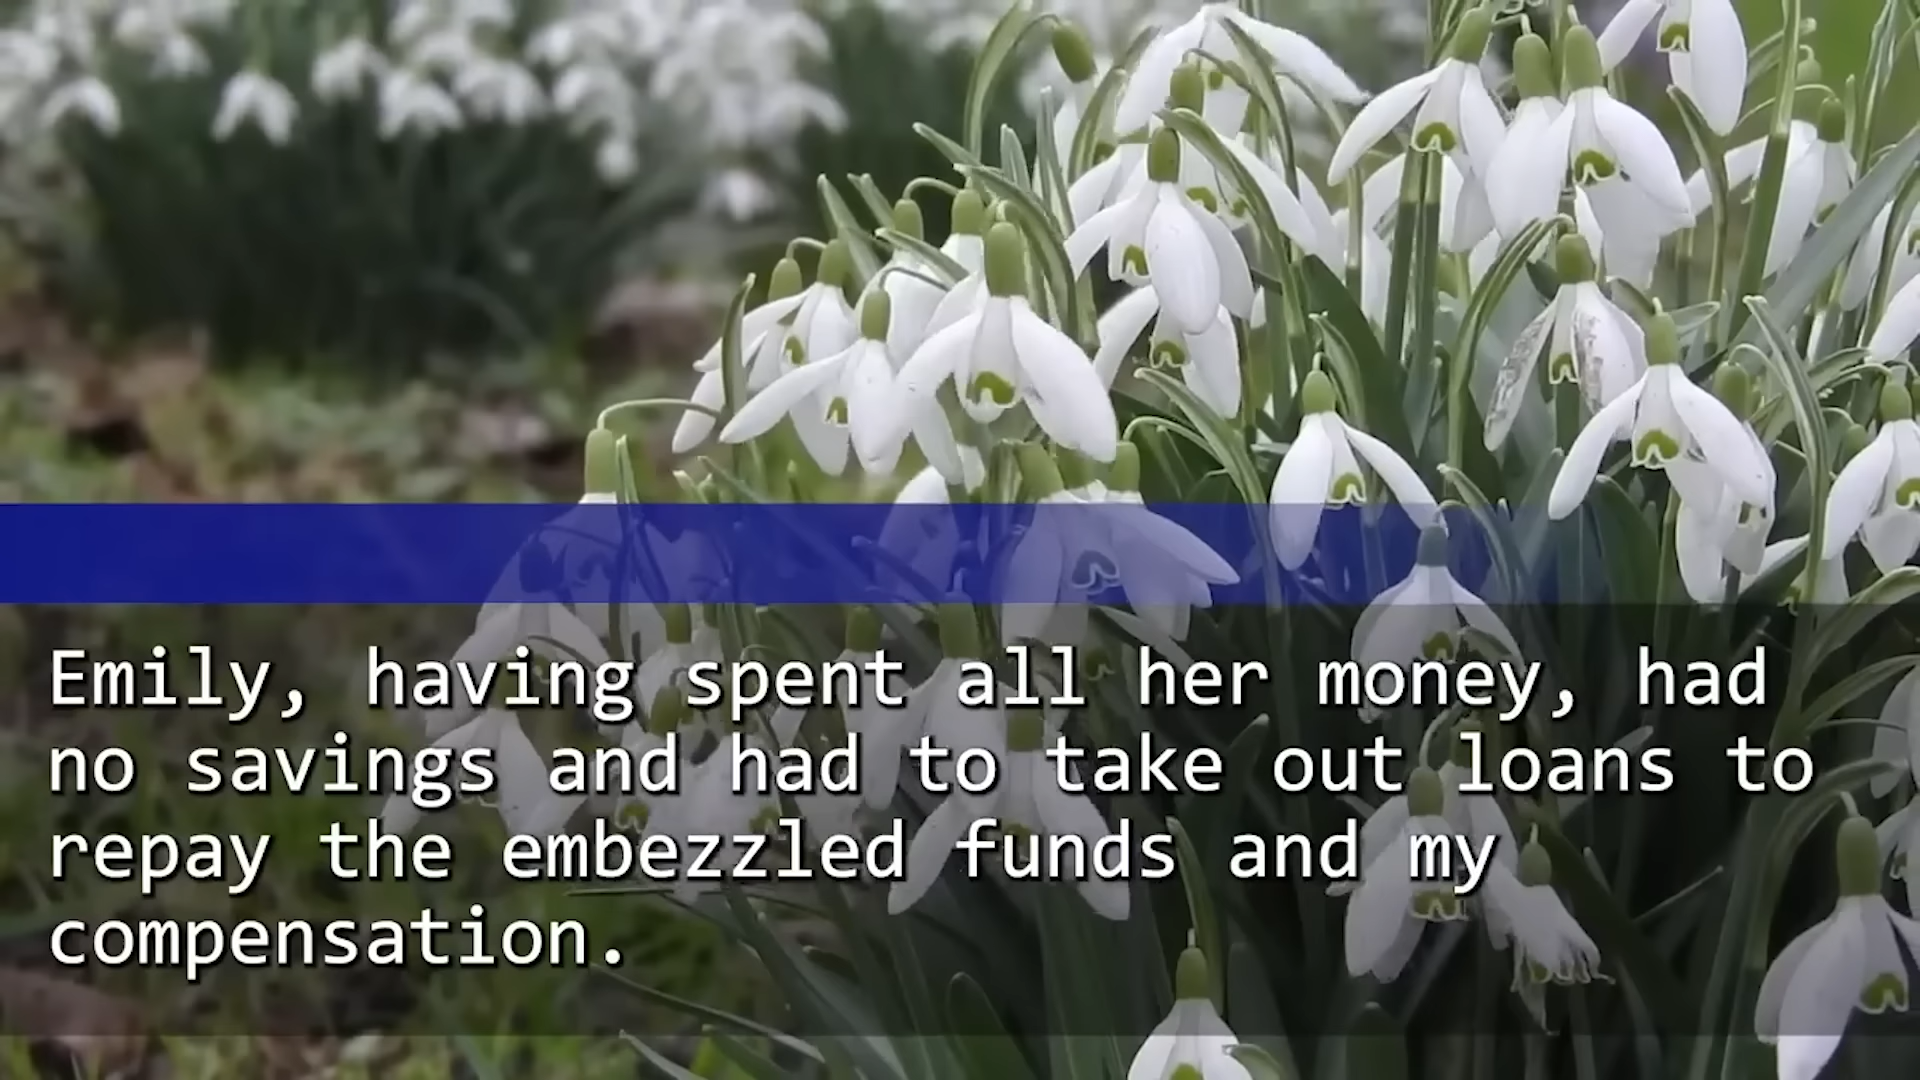 Emily, having spent all her money, had
no savings and had to take out loans to
repay the embezzled funds and my
compensation.